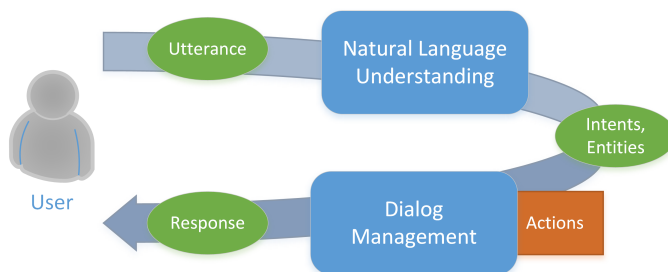 Utterance
Natural Language
Understanding
Intents,
Entities
User
Response
Dialog
Management
Actions